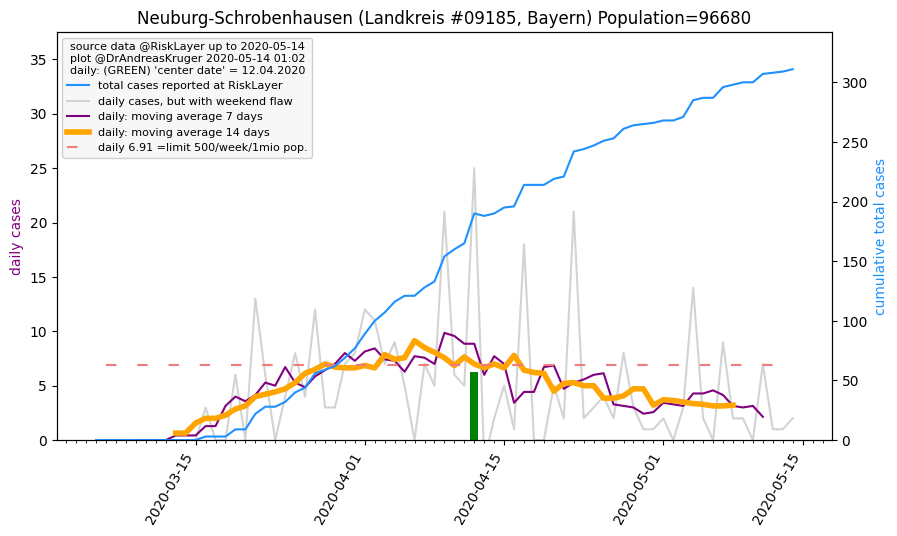 Neuburg-Schrobenhausen (Landkreis #09185, Bayern) Population=96680
source data @RiskLayer up to 2020-05-14
plot @DrAndreasKruger 2020-05-14 01:02
daily: (GREEN) 'center date' = 12.04.2020
total cases reported at RiskLayer
daily cases, but with weekend flaw
daily: moving average 7 days
daily: moving average 14 days
daily 6.91 =limit 500/week/1mio pop.
daily cases
35
30
25
20
15
10
5
0
cumulative total cases
300
250
200
150
100
50
0
2020-03-15
2020-04-01
2020-04-15
2020-05-01
2020-05-15